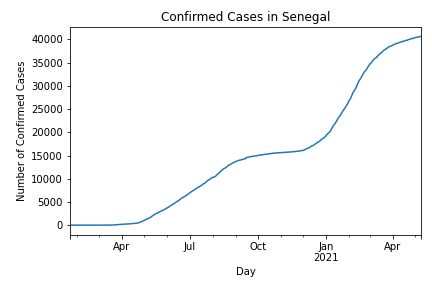 Confirmed Cases in Senegal
Number of Confirmed Cases
40000
35000
30000
25000
20000
15000
10000
5000
0
Apr
Jul
Oct
Jan
2021
Apr
Day